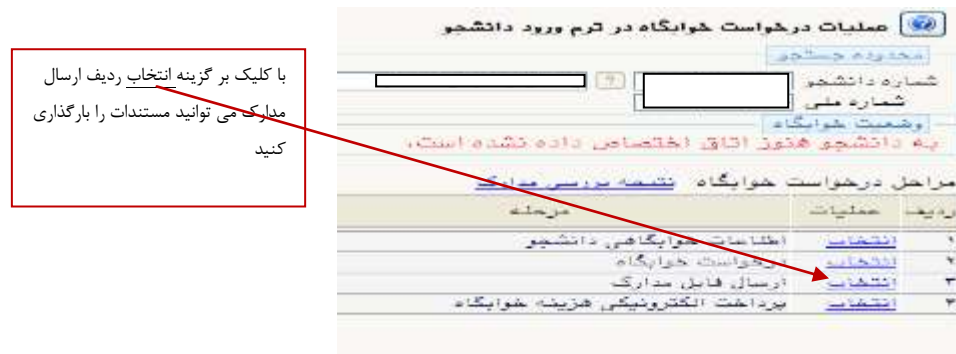 عملیات درخواست خوابگاه در ترم ورود دانشجو
محدوده جستجو
شماره دانشجو
شماره ملی
وضعیت خوابگاه
به دانشجو هنوز اتاق اختصاص داده نشده است.
مراحل درخواست خوابگاه نتیجه بررسی مدارک
ردیف عملیات مرحله
۱ انتخاب اطلاعات خوابگاهی دانشجو
۲ انتخاب درخواست خوابگاه
۳ انتخاب ارسال فایل مدارک
۴ انتخاب پرداخت الکترونیکی هزینه خوابگاه
با کلیک بر گزینه انتخاب ردیف ارسال
مدارک می توانید مستندات را بارگذاری
کنید